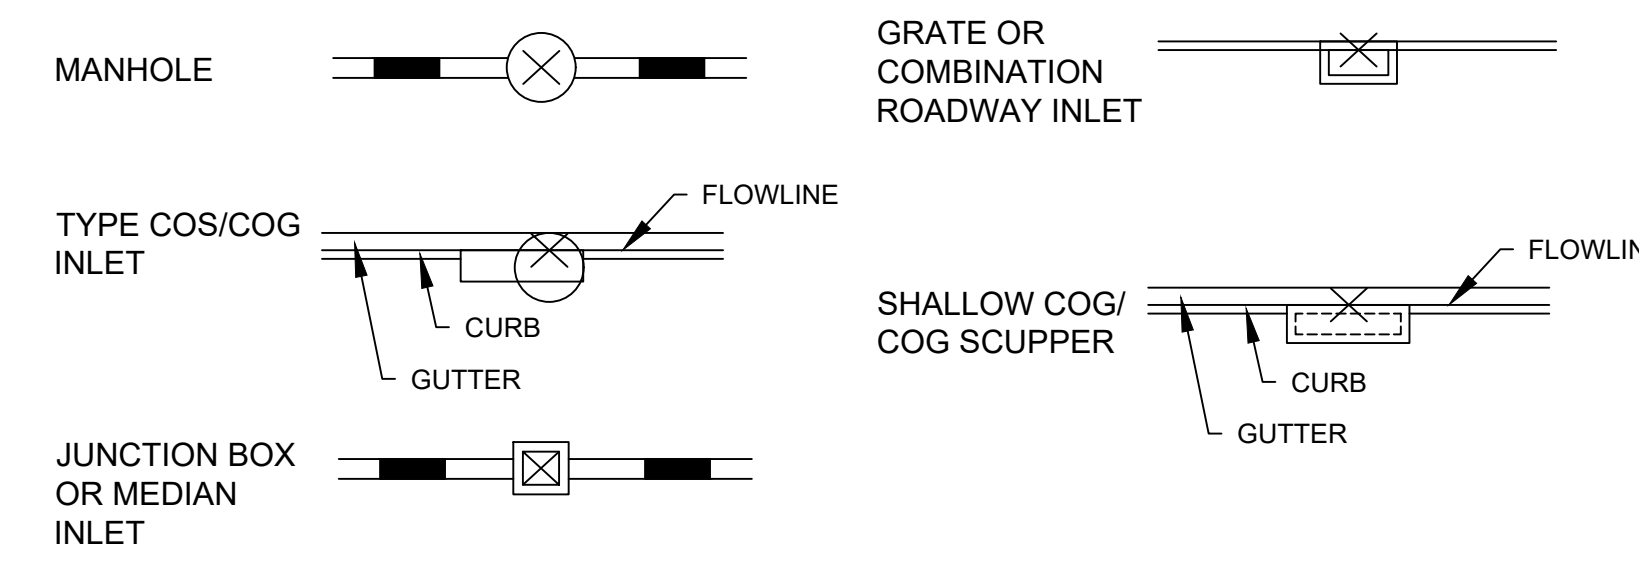 MANHOLE
TYPE COS/COG
INLET
FLOWLINE
CURB
GUTTER
JUNCTION BOX
OR MEDIAN
INLET
GRATE OR
COMBINATION
ROADWAY INLET
SHALLOW COG/
COG SCUPPER
FLOWLIN
CURB
GUTTER